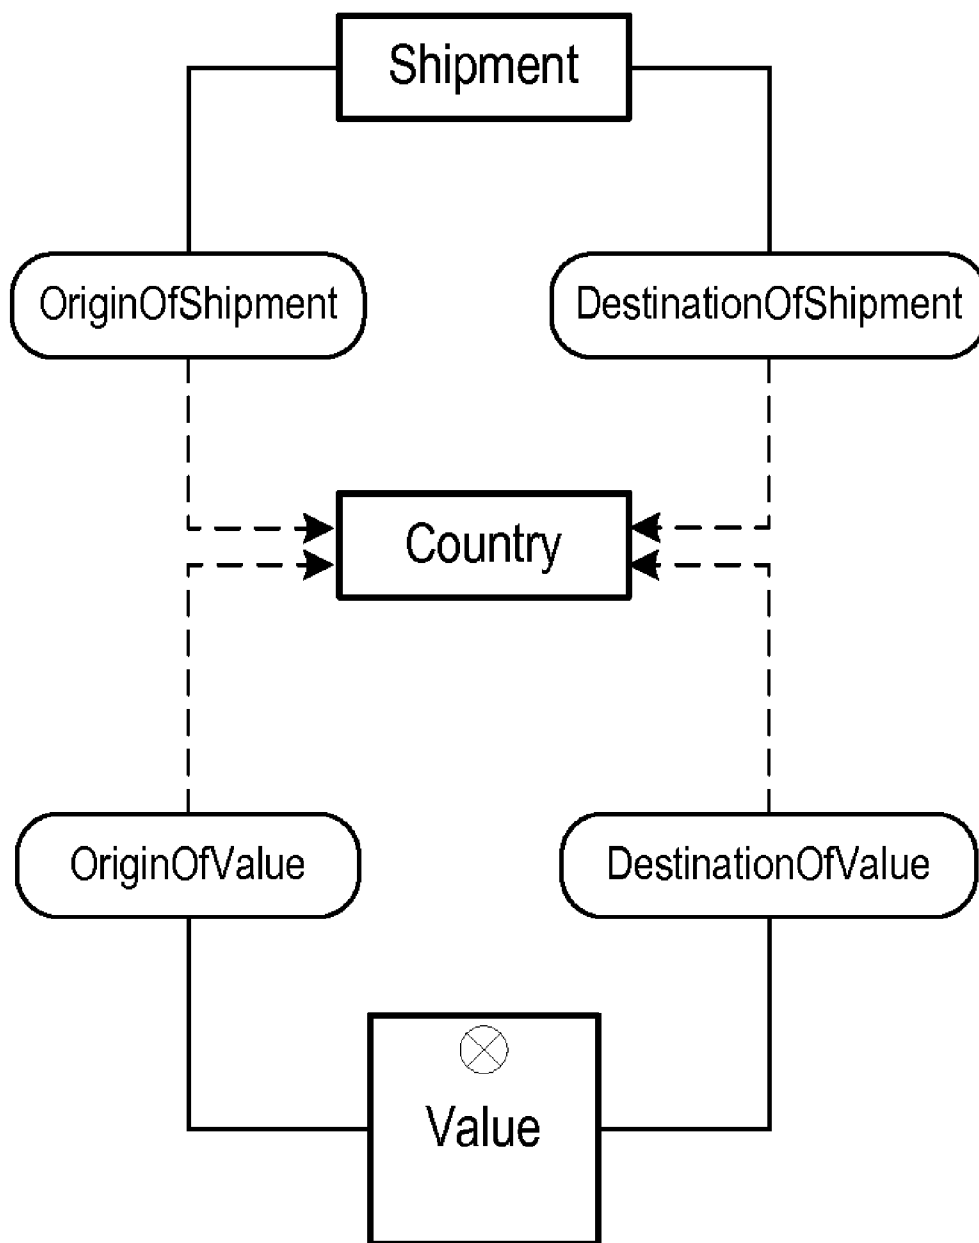 Shipment
OriginOfShipment
DestinationOfShipment
Country
OriginOfValue
DestinationOfValue
Value